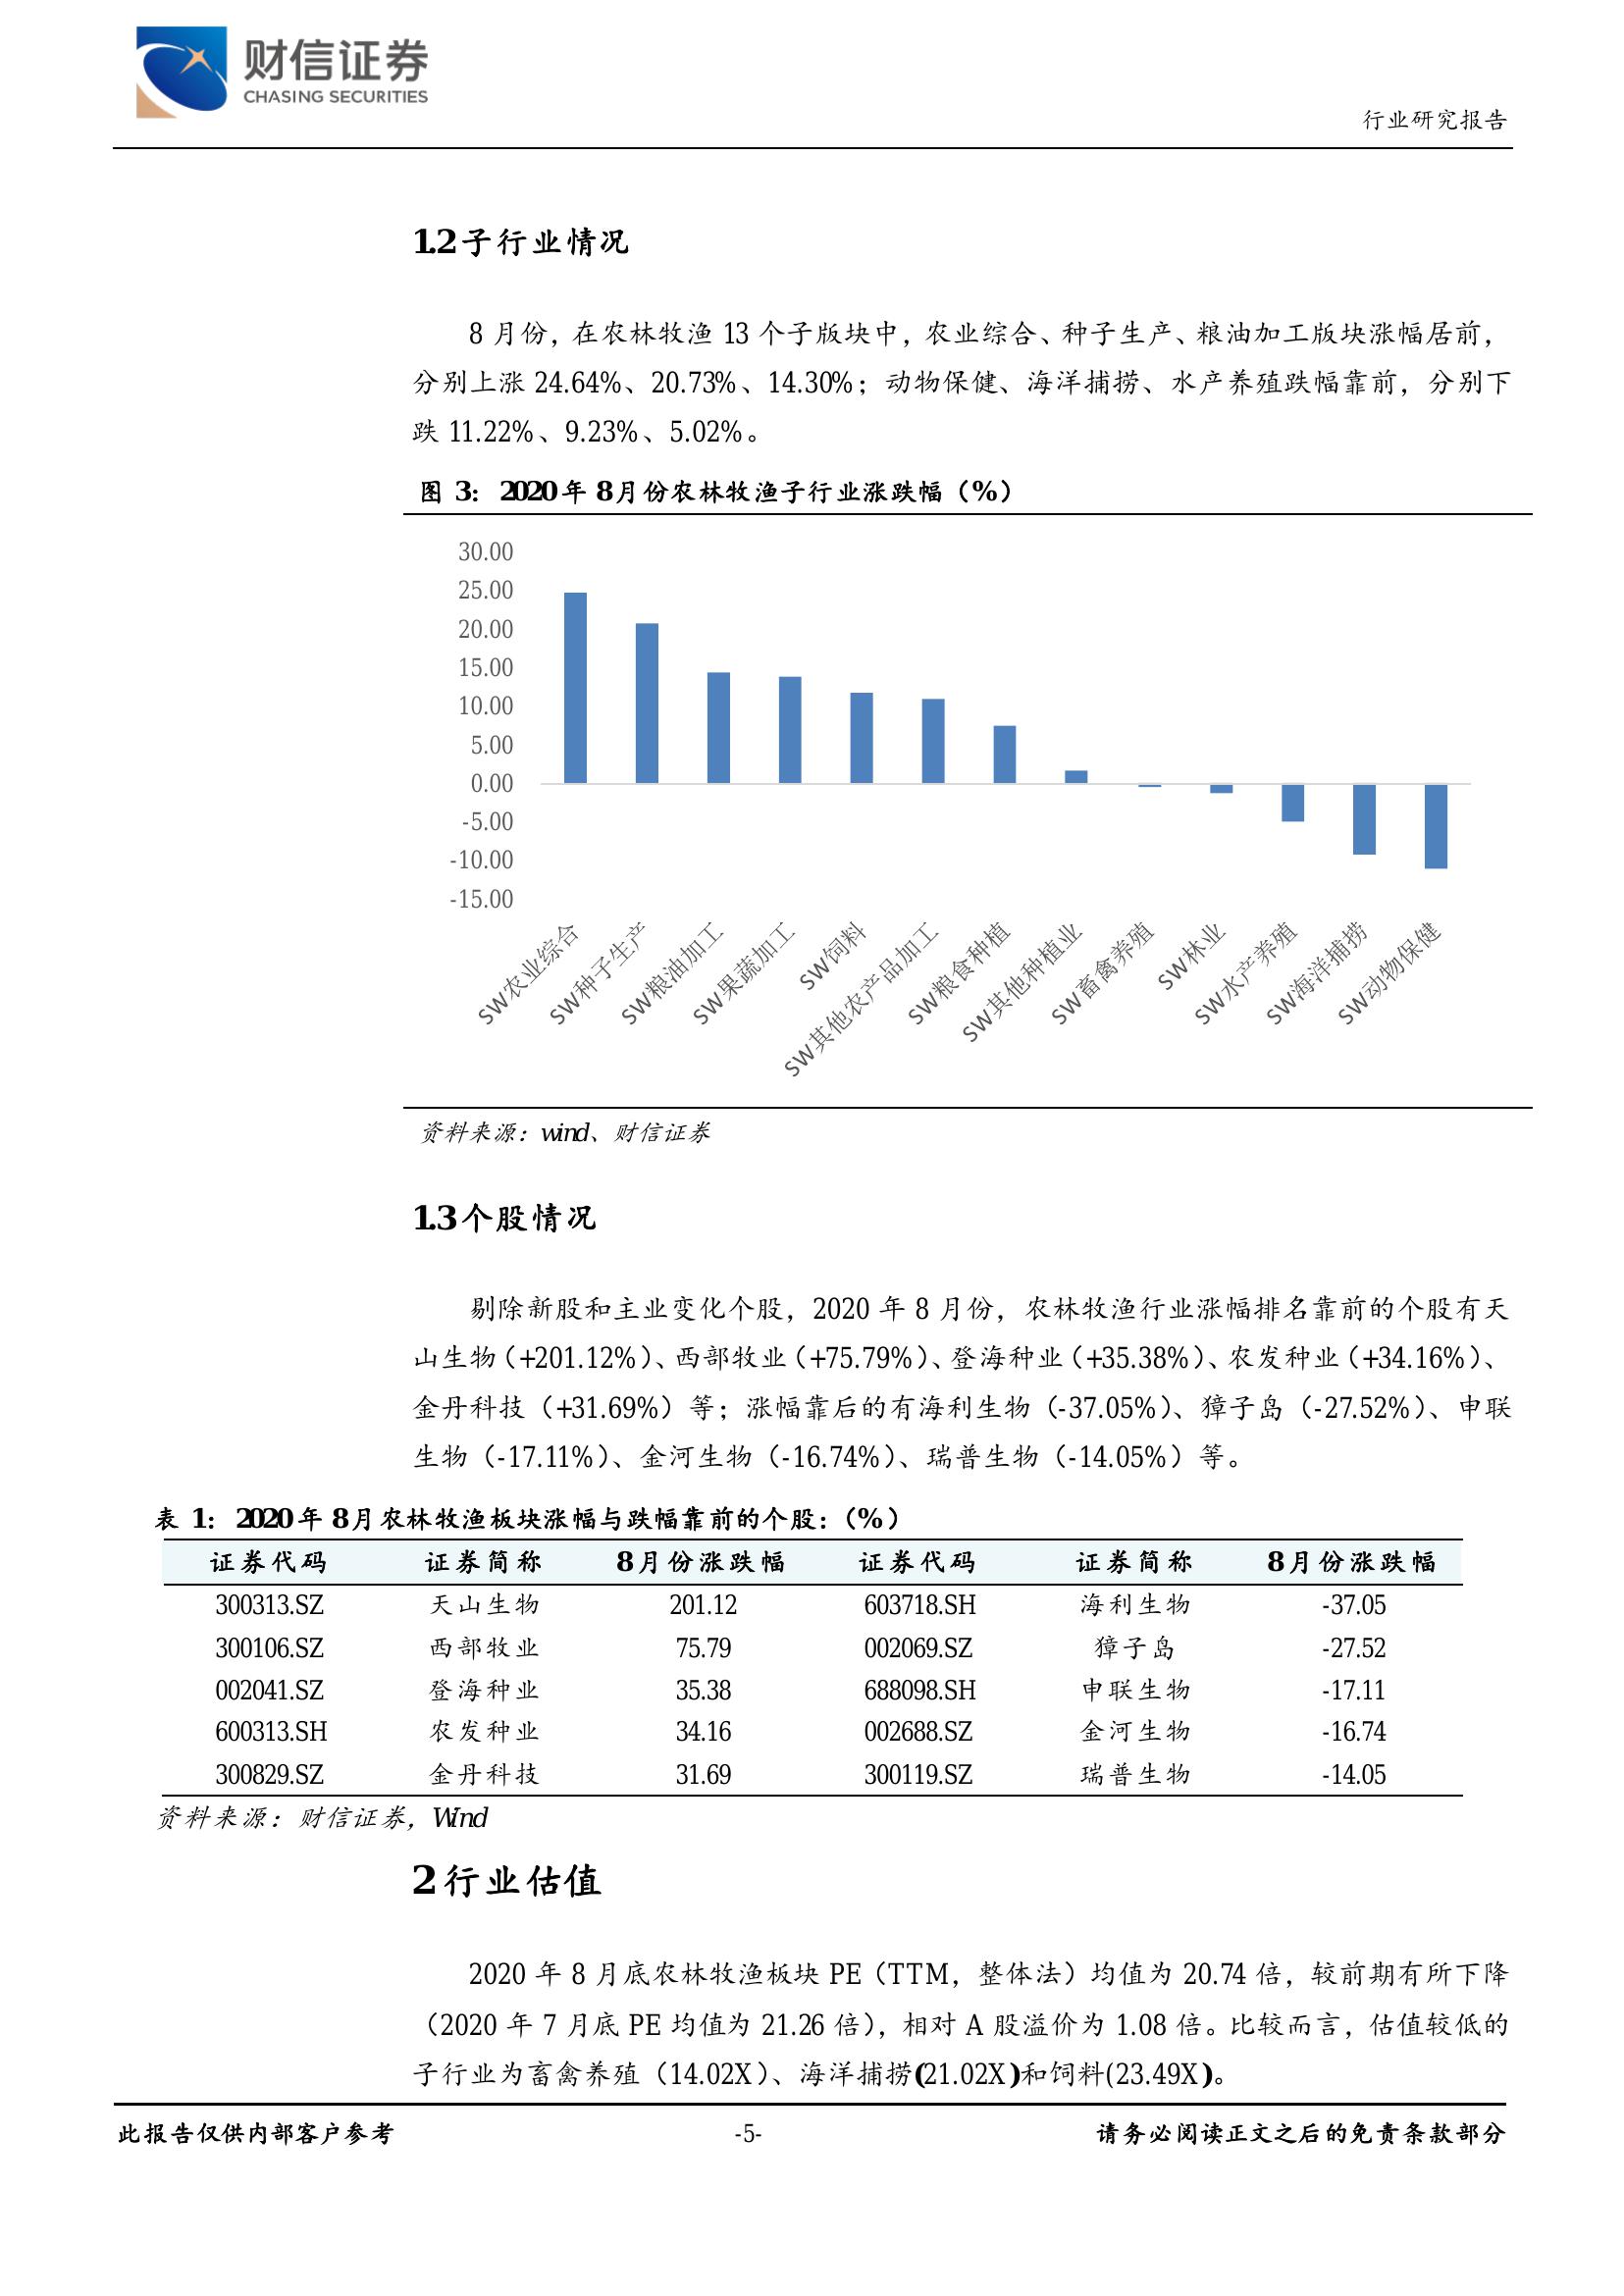 财信证券
CHASING SECURITIES
行业研究报告
1.2 子行业情况
8 月份，在农林牧渔 13 个子版块中，农业综合、种子生产、粮油加工版块涨幅居前，
分别上涨 24.64%、20.73%、14.30%；动物保健、海洋捕捞、水产养殖跌幅靠前，分别下
跌 11.22%、9.23%、5.02%。
图 3：2020 年 8 月份农林牧渔子行业涨跌幅（%）
30.00
25.00
20.00
15.00
10.00
5.00
0.00
-5.00
-10.00
-15.00
SW农业综合
SW种子生产
SW粮油加工
SW果蔬加工
SW饲料
SW其他农产品加工
SW粮食种植
SW其他种植业
SW畜禽养殖
SW林业
SW水产养殖
SW海洋捕捞
SW动物保健
资料来源：wind、财信证券
1.3 个股情况
剔除新股和主业变化个股，2020 年 8 月份，农林牧渔行业涨幅排名靠前的个股有天
山生物（+201.12%）、西部牧业（+75.79%）、登海种业（+35.38%）、农发种业（+34.16%）、
金丹科技（+31.69%）等；涨幅靠后的有海利生物（-37.05%）、獐子岛（-27.52%）、申联
生物（-17.11%）、金河生物（-16.74%）、瑞普生物（-14.05%）等。
表 1：2020 年 8 月农林牧渔板块涨幅与跌幅靠前的个股：（%）
证券代码 证券简称 8 月份涨跌幅 证券代码 证券简称 8 月份涨跌幅
300313.SZ 天山生物 201.12 603718.SH 海利生物 -37.05
300106.SZ 西部牧业 75.79 002069.SZ 獐子岛 -27.52
002041.SZ 登海种业 35.38 688098.SH 申联生物 -17.11
600313.SH 农发种业 34.16 002688.SZ 金河生物 -16.74
300829.SZ 金丹科技 31.69 300119.SZ 瑞普生物 -14.05
资料来源：财信证券，Wind
2 行业估值
2020 年 8 月底农林牧渔板块 PE（TTM，整体法）均值为 20.74 倍，较前期有所下降
（2020 年 7 月底 PE 均值为 21.26 倍），相对 A 股溢价为 1.08 倍。比较而言，估值较低的
子行业为畜禽养殖（14.02X）、海洋捕捞(21.02X)和饲料(23.49X)。
此报告仅供内部客户参考 -5- 请务必阅读正文之后的免责条款部分